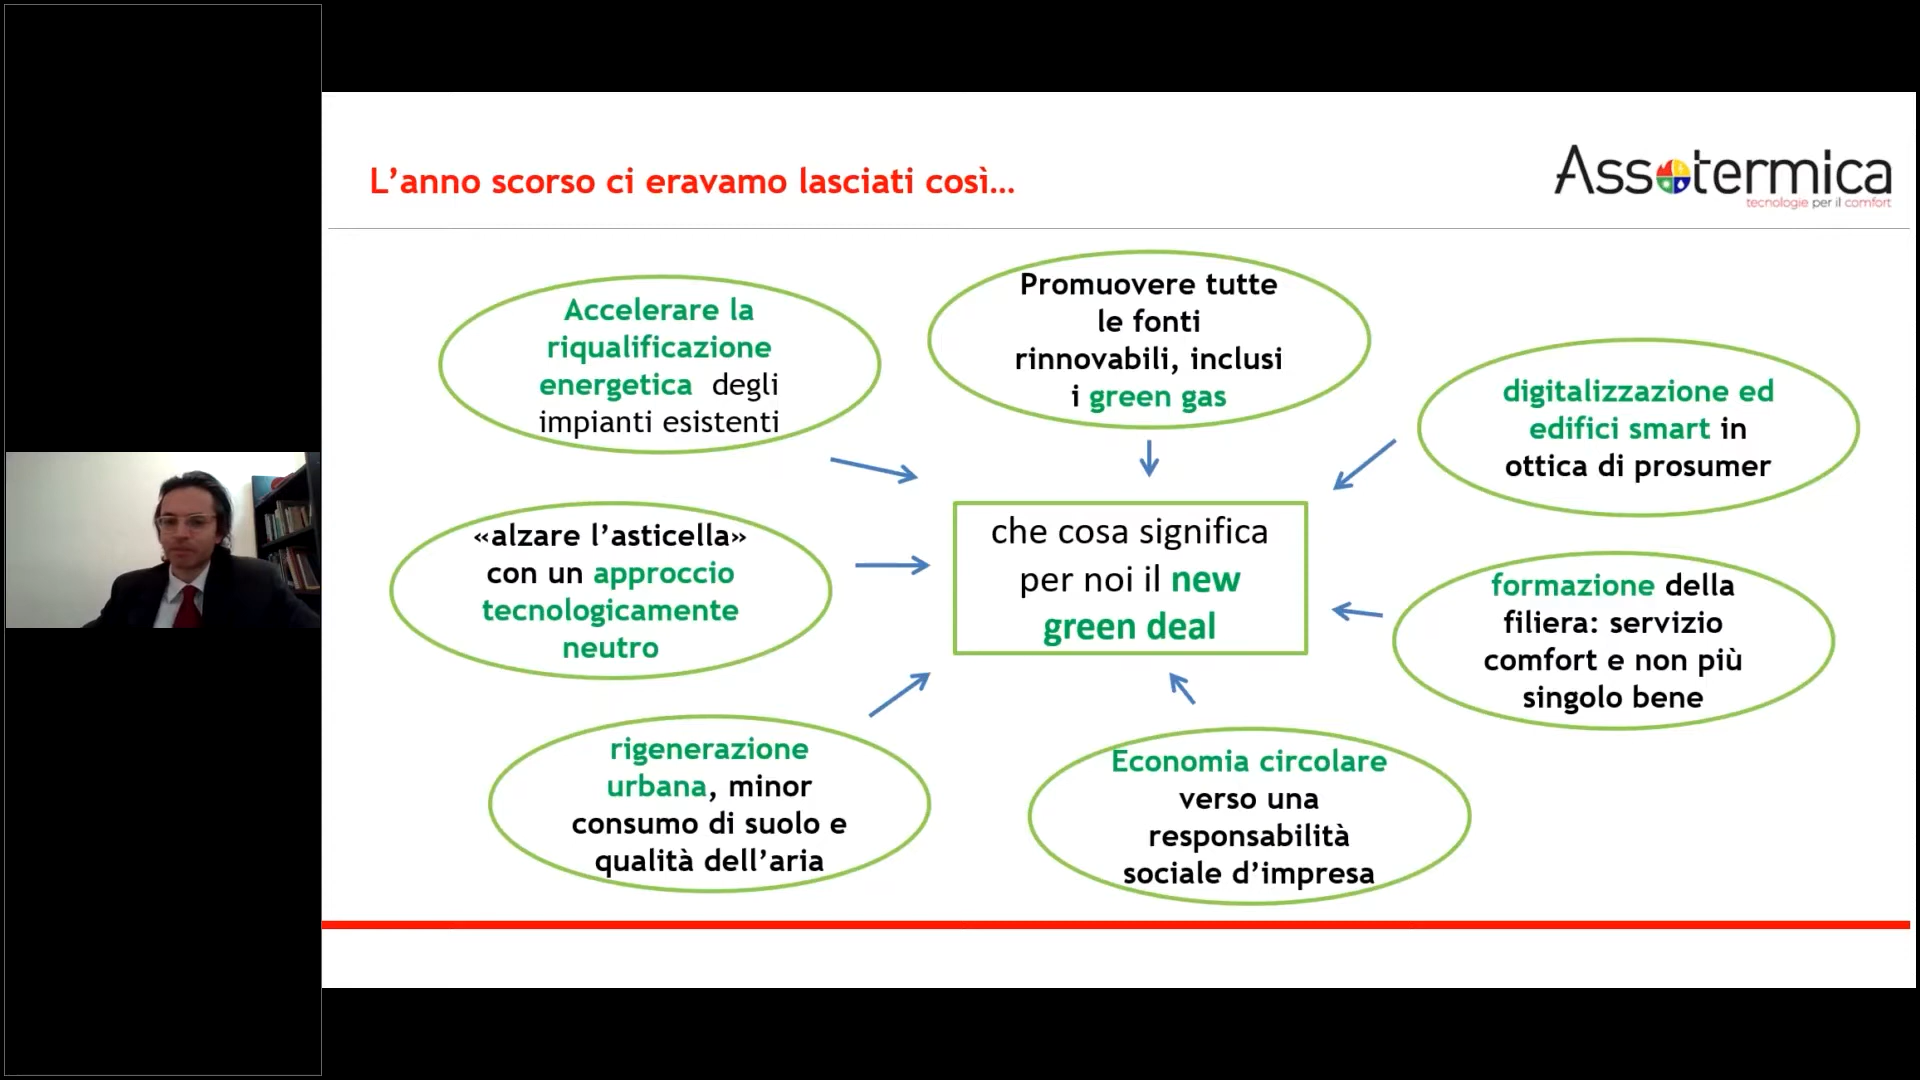 L’anno scorso ci eravamo lasciati così…
Assotermica
tecnologie per il comfort
Accelerare la
riqualificazione
energetica degli
impianti esistenti
Promuovere tutte
le fonti
rinnovabili, inclusi
i green gas
digitalizzazione ed
edifici smart in
ottica di prosumer
«alzare l’asticella»
con un approccio
tecnologicamente
neutro
che cosa significa
per noi il new
green deal
formazione della
filiera: servizio
comfort e non più
singolo bene
rigenerazione
urbana, minor
consumo di suolo e
qualità dell’aria
Economia circolare
verso una
responsabilità
sociale d’impresa